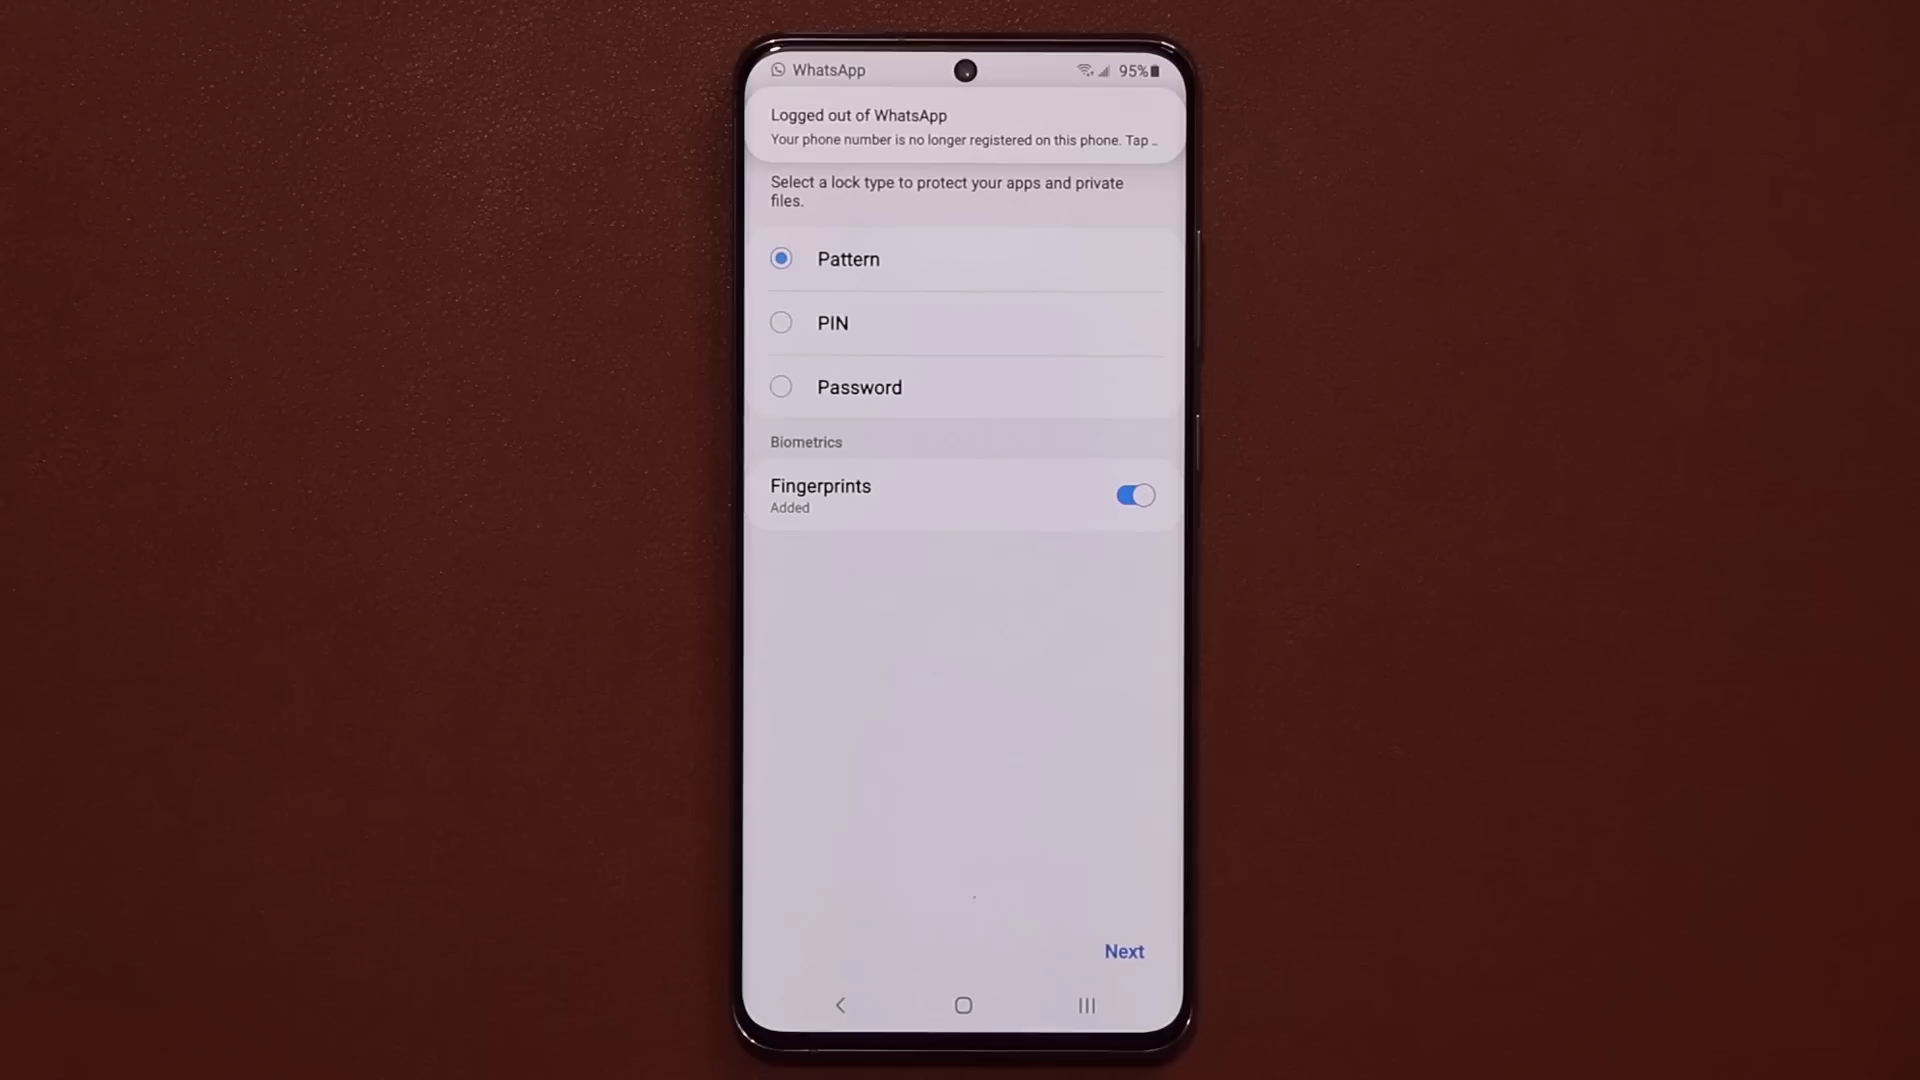 WhatsApp 95%
Logged out of WhatsApp
Your phone number is no longer registered on this phone. Tap ..
Select a lock type to protect your apps and private
files.
Pattern
PIN
Password
Biometrics
Fingerprints
Added
Next